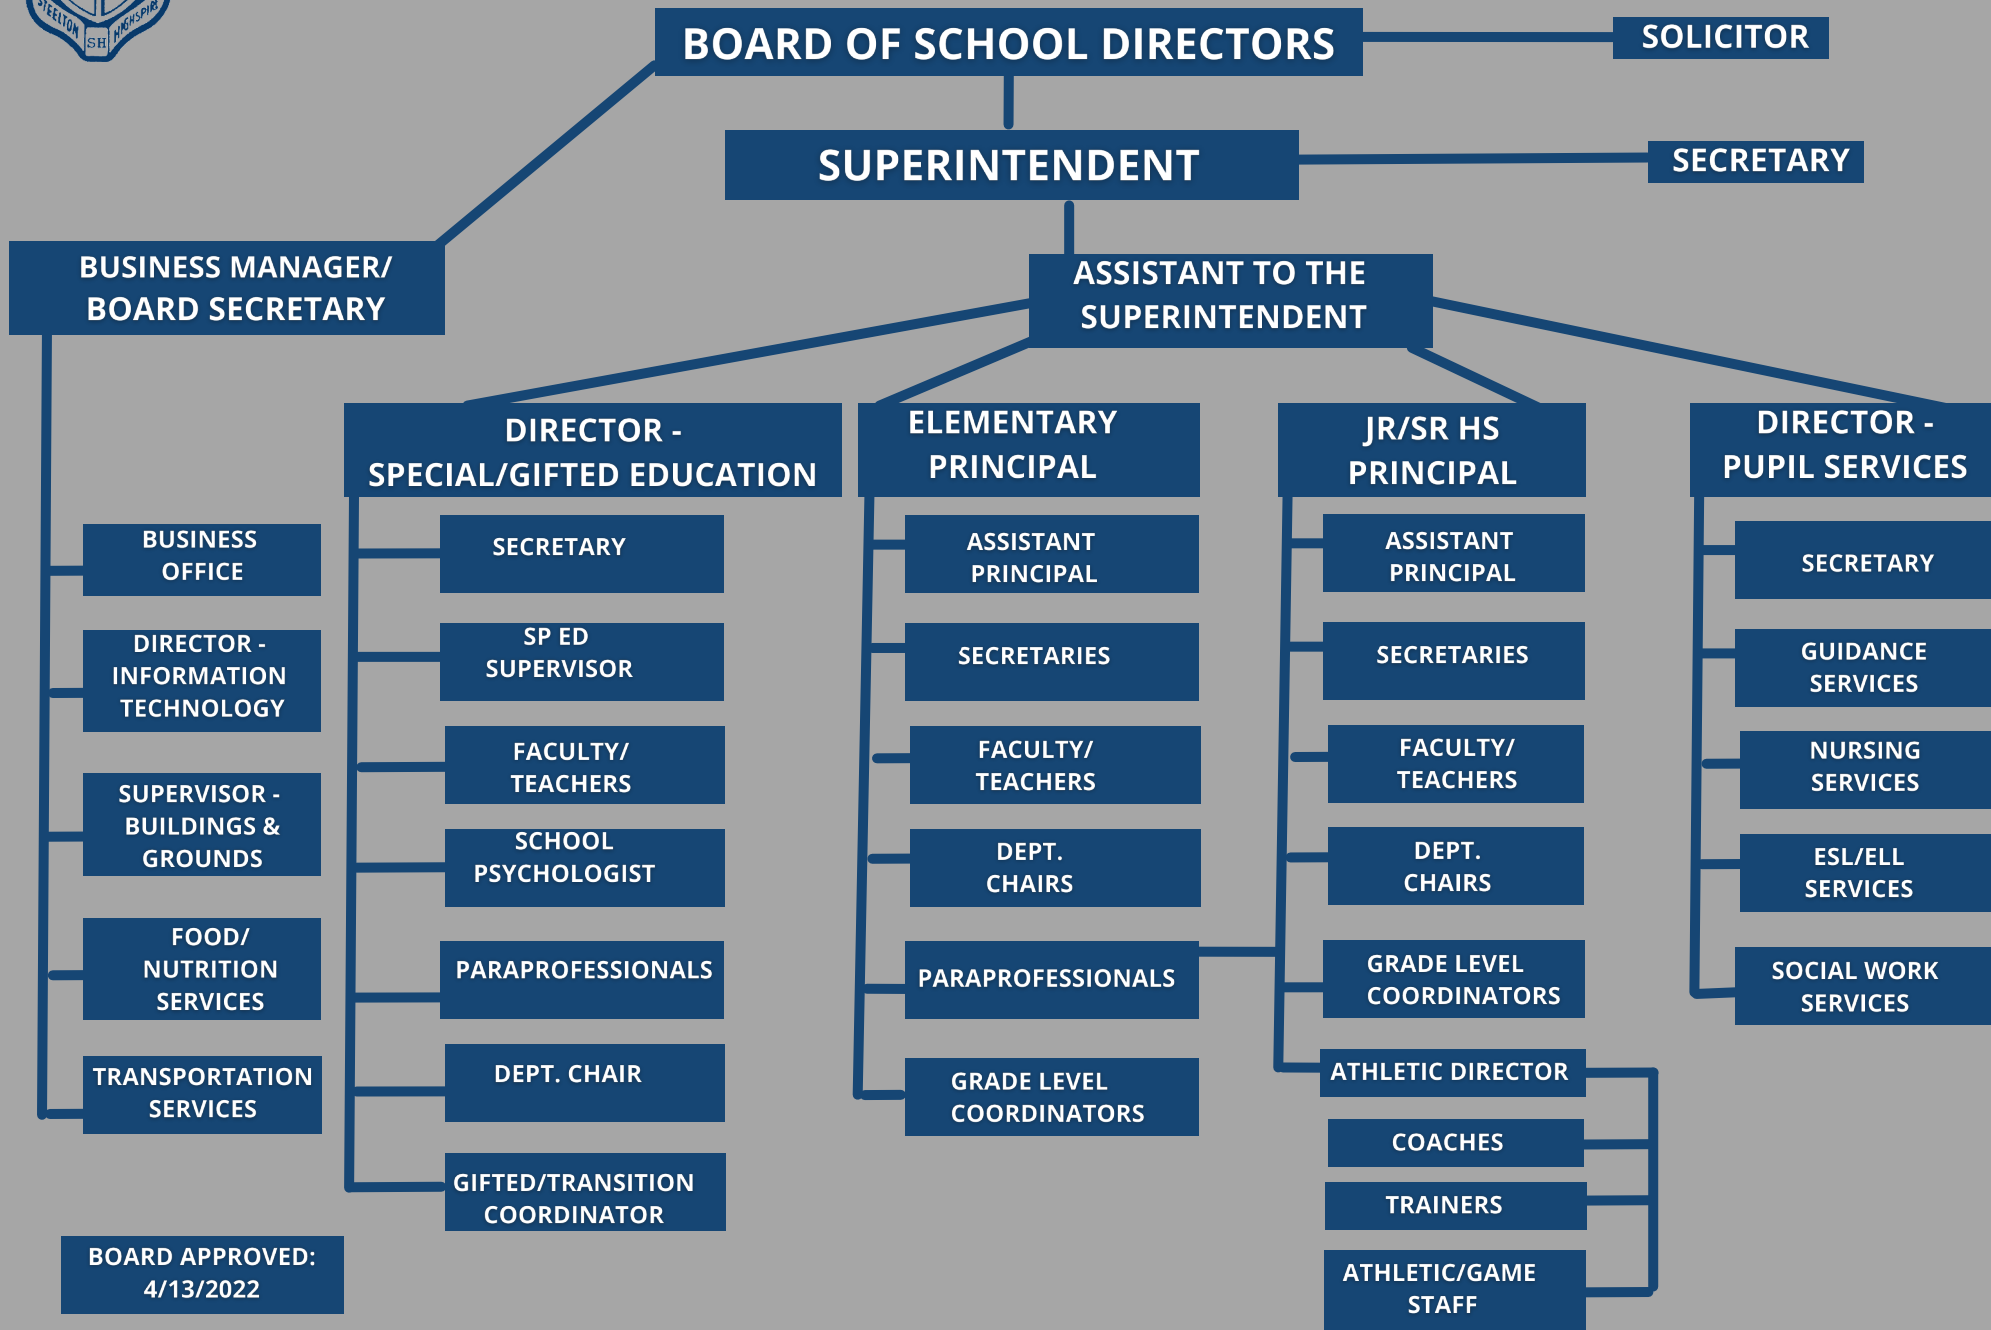 STEELTON
HIGHSPIRE
SH
BOARD OF SCHOOL DIRECTORS
SOLICITOR
SUPERINTENDENT
SECRETARY
BUSINESS MANAGER/
BOARD SECRETARY
ASSISTANT TO THE
SUPERINTENDENT
DIRECTOR -
SPECIAL/GIFTED EDUCATION
ELEMENTARY
PRINCIPAL
JR/SR HS
PRINCIPAL
DIRECTOR -
PUPIL SERVICES
BUSINESS
OFFICE
DIRECTOR -
INFORMATION
TECHNOLOGY
SUPERVISOR -
BUILDINGS &
GROUNDS
FOOD/
NUTRITION
SERVICES
TRANSPORTATION
SERVICES
SECRETARY
SP ED
SUPERVISOR
FACULTY/
TEACHERS
SCHOOL
PSYCHOLOGIST
PARAPROFESSIONALS
DEPT. CHAIR
GIFTED/TRANSITION
COORDINATOR
ASSISTANT
PRINCIPAL
SECRETARIES
FACULTY/
TEACHERS
DEPT.
CHAIRS
PARAPROFESSIONALS
GRADE LEVEL
COORDINATORS
ASSISTANT
PRINCIPAL
SECRETARIES
FACULTY/
TEACHERS
DEPT.
CHAIRS
GRADE LEVEL
COORDINATORS
ATHLETIC DIRECTOR
COACHES
TRAINERS
ATHLETIC/GAME
STAFF
SECRETARY
GUIDANCE
SERVICES
NURSING
SERVICES
ESL/ELL
SERVICES
SOCIAL WORK
SERVICES
BOARD APPROVED:
4/13/2022